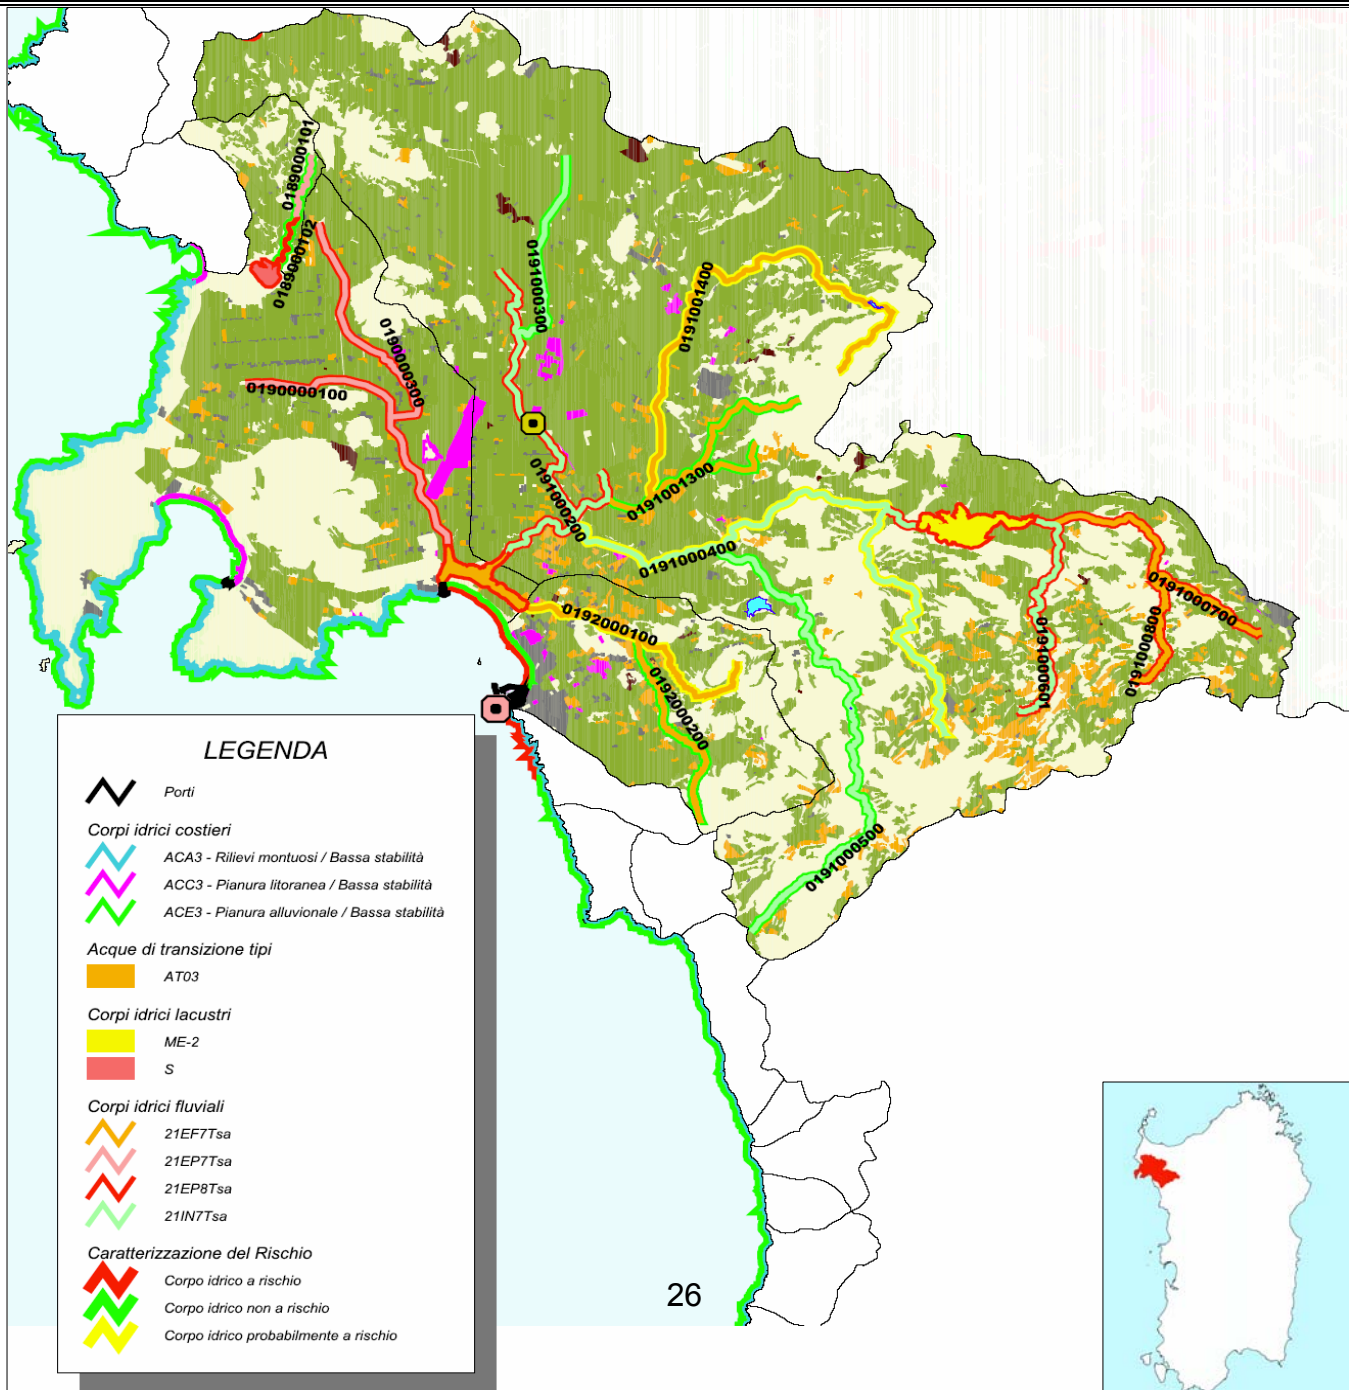 0189000101
0189000102
0190000300
0190000100
0191000300
0191001400
0191000200
0191001300
0191000400
0192000100
0192000200
0191000500
0191000601
0191000800
0191000700
LEGENDA
Porti
Corpi idrici costieri
ACA3 - Rilievi montuosi / Bassa stabilità
ACC3 - Pianura litoranea / Bassa stabilità
ACE3 - Pianura alluvionale / Bassa stabilità
Acque di transizione tipi
AT03
Corpi idrici lacustri
ME-2
S
Corpi idrici fluviali
21EF7Tsa
21EP7Tsa
21EP8Tsa
21IN7Tsa
Caratterizzazione del Rischio
Corpo idrico a rischio
Corpo idrico non a rischio
Corpo idrico probabilmente a rischio
26